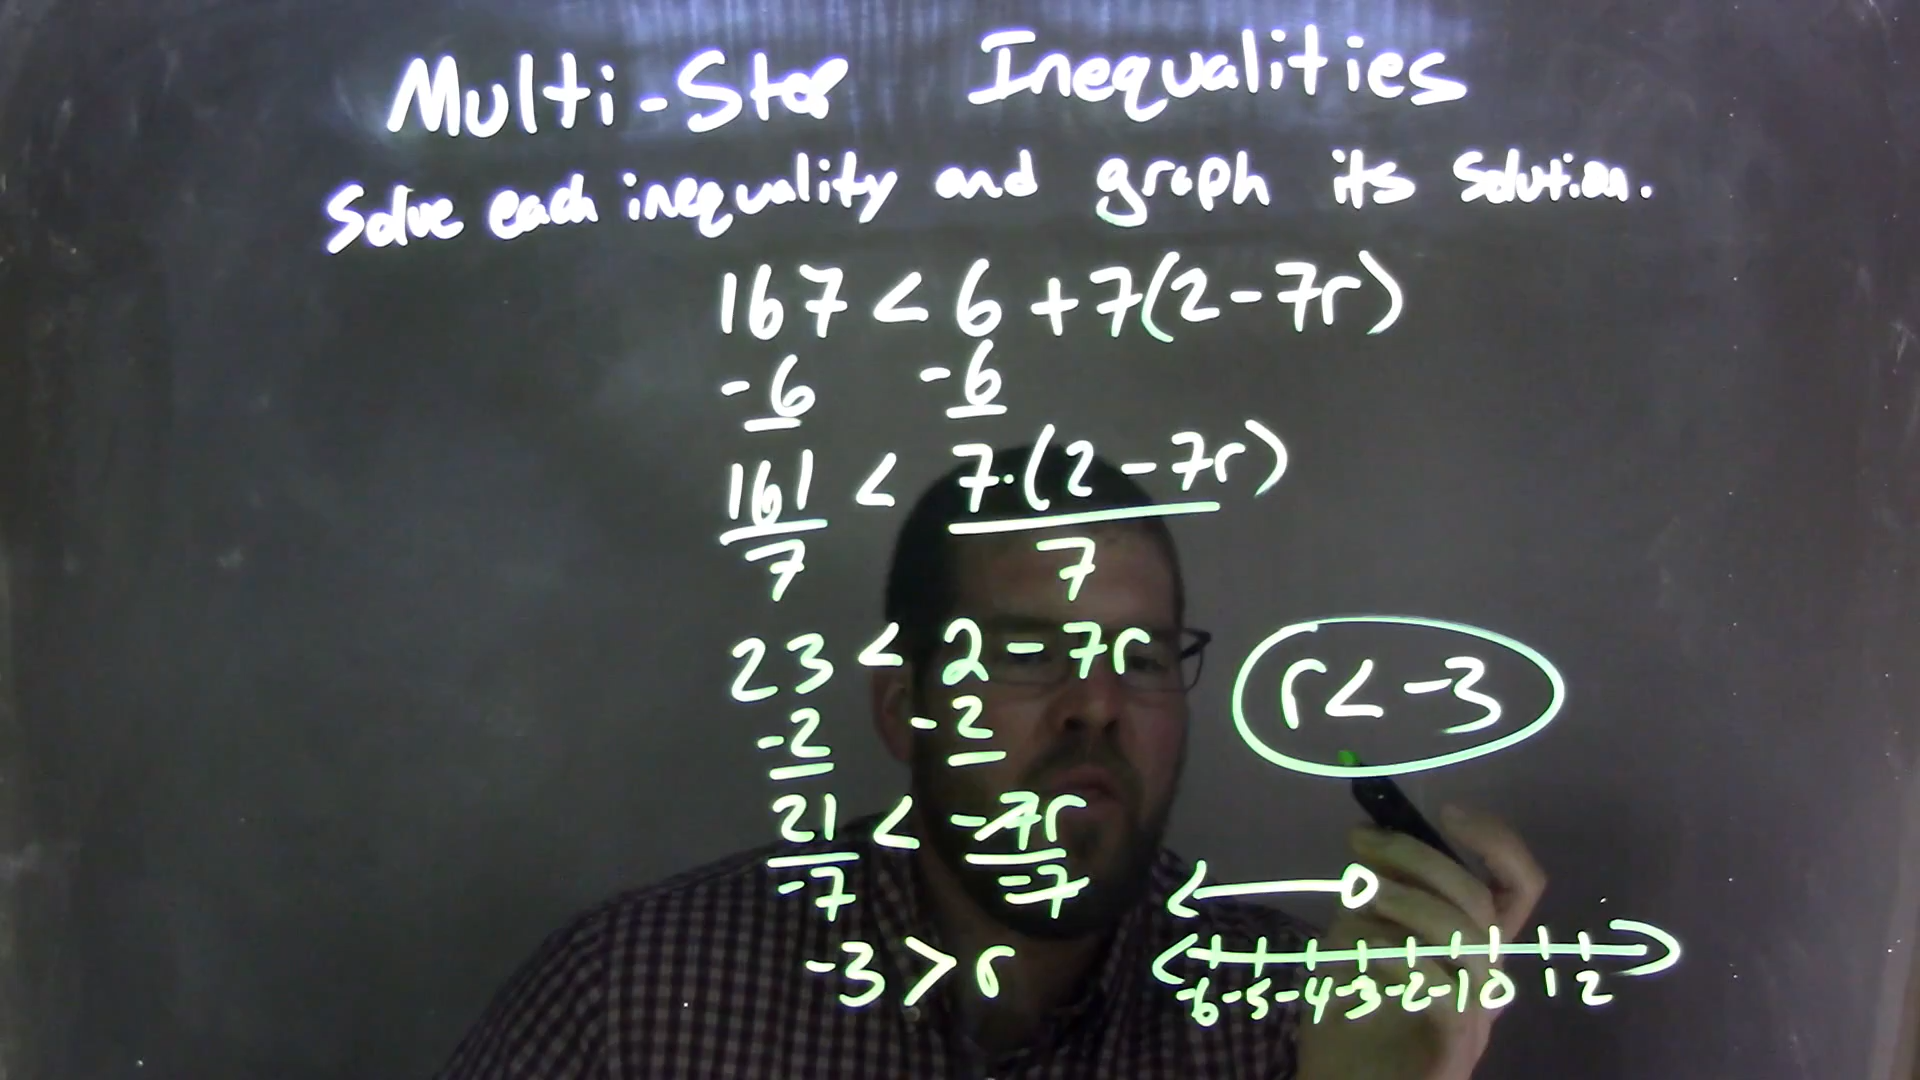 Multi-Step Inequalities
Solve each inequality and graph its solution.
167 < 6 + 7(2 - 7r)
-6 -6
161 < 7·(2 - 7r)
7 7
23 < 2 - 7r
-2 -2
21 < -7r
-7 -7
-3 > r
r < -3
-6 -5 -4 -3 -2 -1 0 1 2